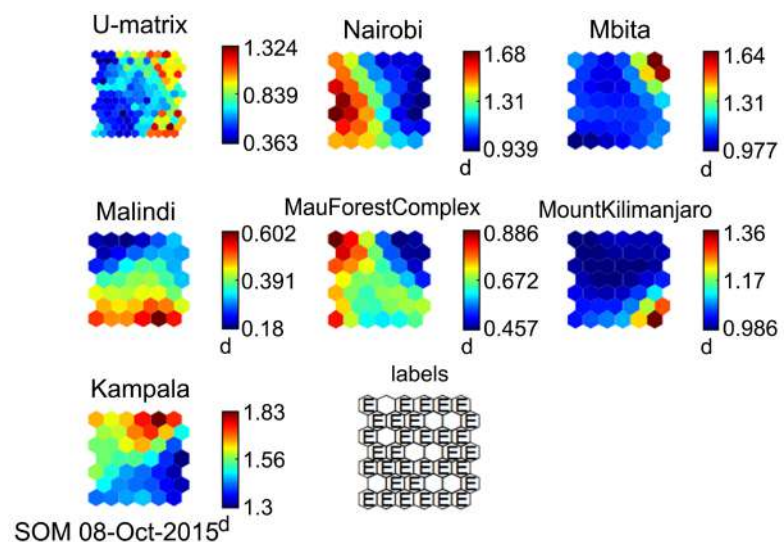 U-matrix
1.324
0.839
0.363
Nairobi
1.68
1.31
0.939
d
Mbita
1.64
1.31
0.977
d
Malindi
0.602
0.391
0.18
d
MauForestComplex
0.886
0.672
0.457
d
MountKilimanjaro
1.36
1.17
0.986
d
Kampala
1.83
1.56
1.3
d
labels
E E E E E
E E E E
E E E E E
E E E E
E E E E E E
E E E
E E E E E E
SOM 08-Oct-2015